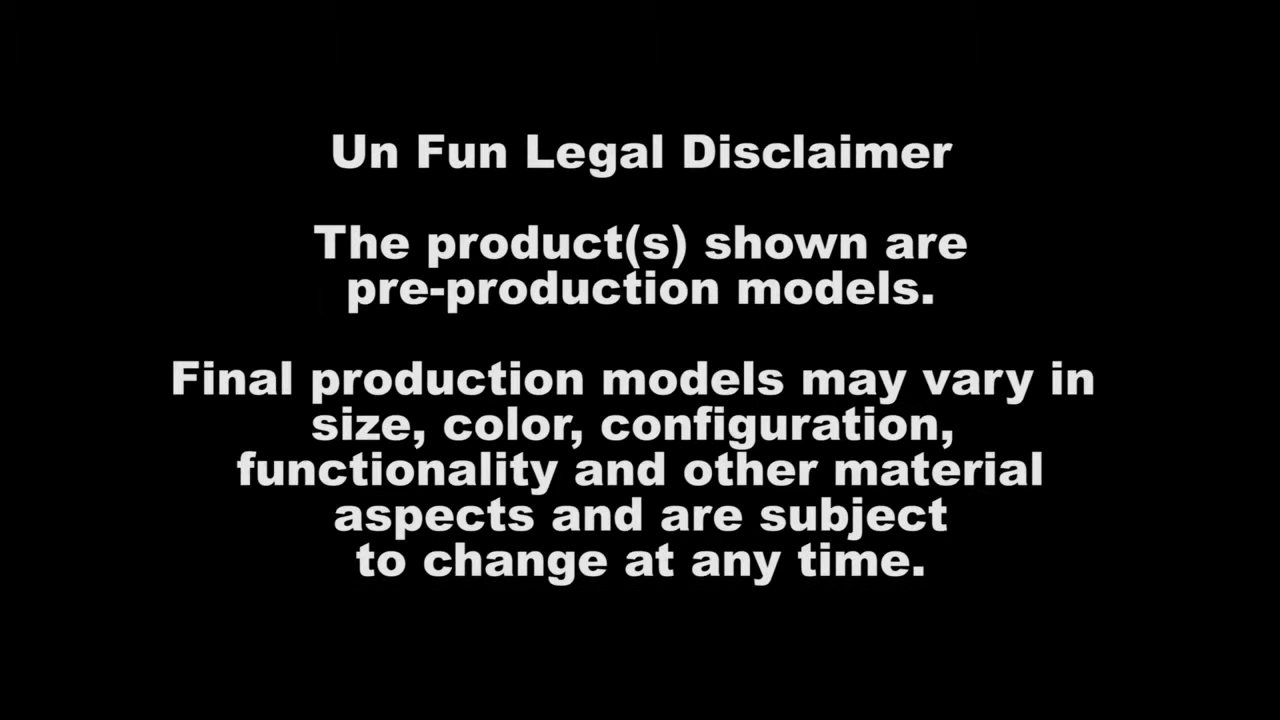 Un Fun Legal Disclaimer
The product(s) shown are
pre-production models.
Final production models may vary in
size, color, configuration,
functionality and other material
aspects and are subject
to change at any time.